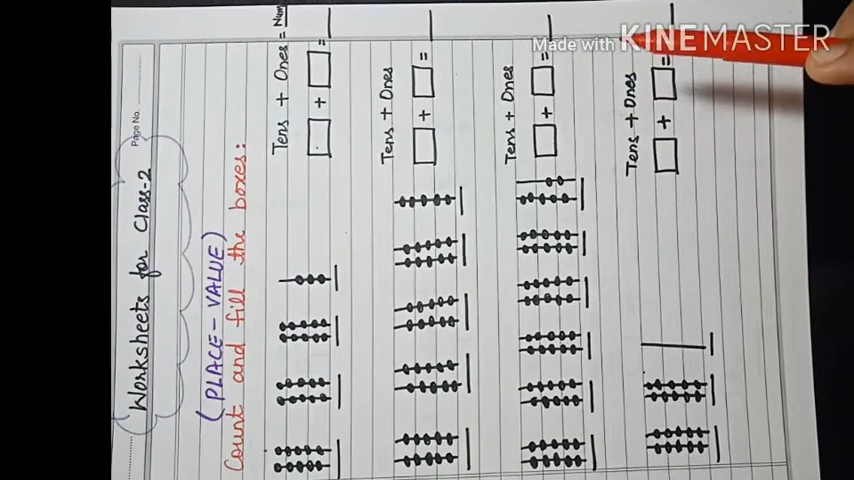 Page No.
Worksheets for Class-2
(PLACE-VALUE)
Count and fill the boxes:
Tens + Ones = Num
+ =
Tens + Ones
+ =
Tens + Ones
+ =
Tens + Ones
+ =
Made with KINEMASTER